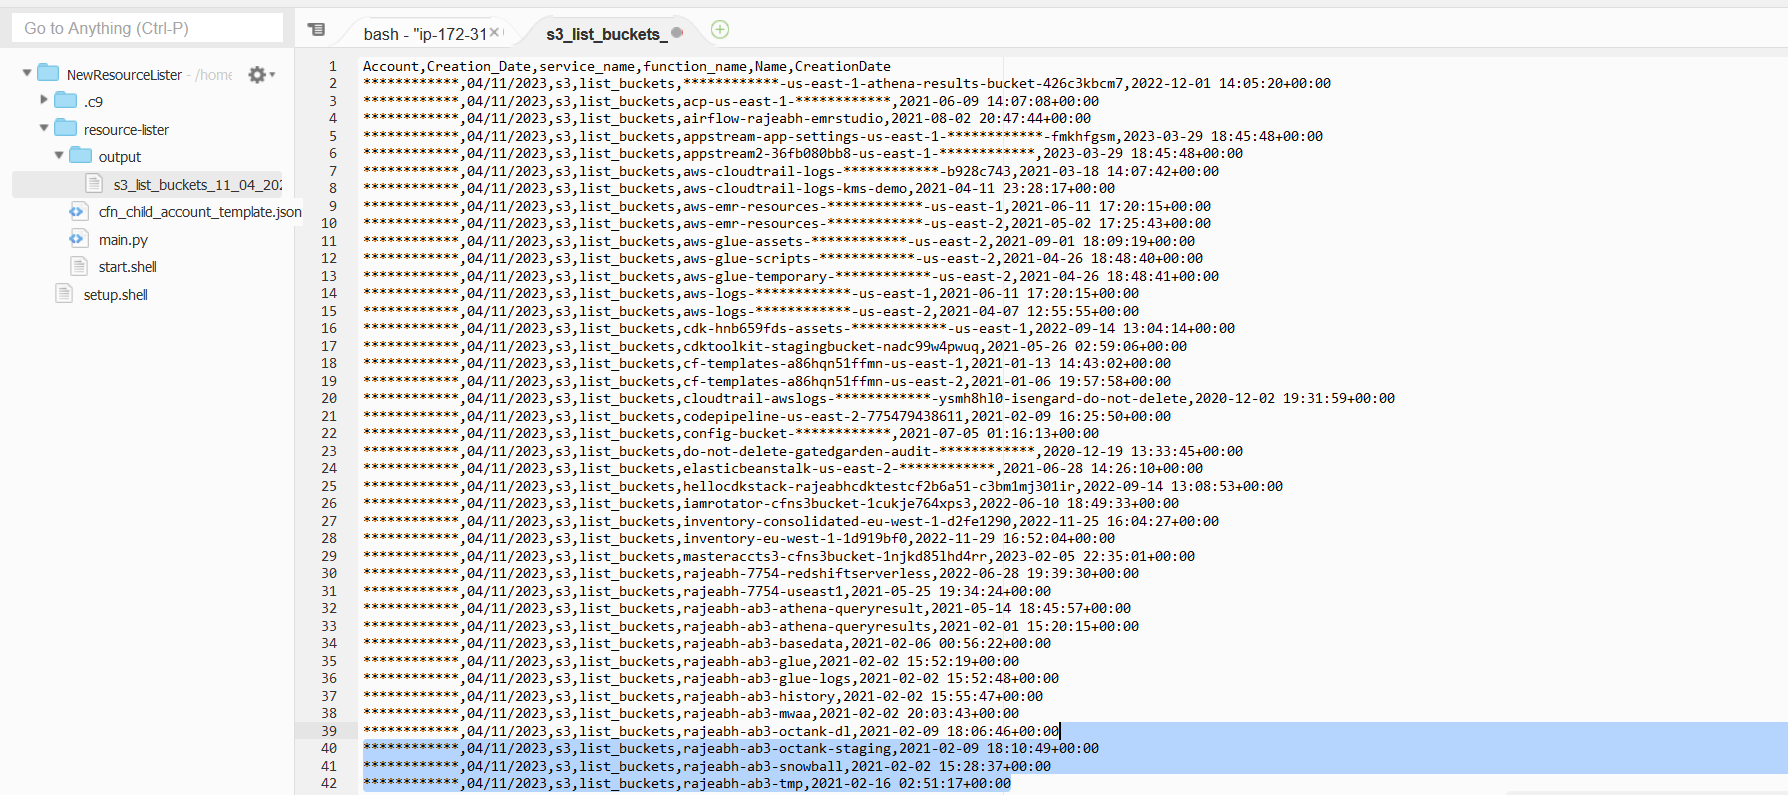 Go to Anything (Ctrl-P)
bash - "ip-172-31
s3_list_buckets_
NewResourceLister - /home
.c9
resource-lister
output
s3_list_buckets_11_04_202
cfn_child_account_template.json
main.py
start.shell
setup.shell
1 Account,Creation_Date,service_name,function_name,Name,CreationDate
2 ************,04/11/2023,s3,list_buckets,************-us-east-1-athena-results-bucket-426c3kbcm7,2022-12-01 14:05:20+00:00
3 ************,04/11/2023,s3,list_buckets,acp-us-east-1-************,2021-06-09 14:07:08+00:00
4 ************,04/11/2023,s3,list_buckets,airflow-rajeabh-emrstudio,2021-08-02 20:47:44+00:00
5 ************,04/11/2023,s3,list_buckets,appstream-app-settings-us-east-1-************-fmkhfgsm,2023-03-29 18:45:48+00:00
6 ************,04/11/2023,s3,list_buckets,appstream2-36fb080bb8-us-east-1-************,2023-03-29 18:45:48+00:00
7 ************,04/11/2023,s3,list_buckets,aws-cloudtrail-logs-************-b928c743,2021-03-18 14:07:42+00:00
8 ************,04/11/2023,s3,list_buckets,aws-cloudtrail-logs-kms-demo,2021-04-11 23:28:17+00:00
9 ************,04/11/2023,s3,list_buckets,aws-emr-resources-************-us-east-1,2021-06-11 17:20:15+00:00
10 ************,04/11/2023,s3,list_buckets,aws-emr-resources-************-us-east-2,2021-05-02 17:25:43+00:00
11 ************,04/11/2023,s3,list_buckets,aws-glue-assets-************-us-east-2,2021-09-01 18:09:19+00:00
12 ************,04/11/2023,s3,list_buckets,aws-glue-scripts-************-us-east-2,2021-04-26 18:48:40+00:00
13 ************,04/11/2023,s3,list_buckets,aws-glue-temporary-************-us-east-2,2021-04-26 18:48:41+00:00
14 ************,04/11/2023,s3,list_buckets,aws-logs-************-us-east-1,2021-06-11 17:20:15+00:00
15 ************,04/11/2023,s3,list_buckets,aws-logs-************-us-east-2,2021-04-07 12:55:55+00:00
16 ************,04/11/2023,s3,list_buckets,cdk-hnb659fds-assets-************-us-east-1,2022-09-14 13:04:14+00:00
17 ************,04/11/2023,s3,list_buckets,cdktoolkit-stagingbucket-nadc99w4pwuq,2021-05-26 02:59:06+00:00
18 ************,04/11/2023,s3,list_buckets,cf-templates-a86hqn51ffmn-us-east-1,2021-01-13 14:43:02+00:00
19 ************,04/11/2023,s3,list_buckets,cf-templates-a86hqn51ffmn-us-east-2,2021-01-06 19:57:58+00:00
20 ************,04/11/2023,s3,list_buckets,cloudtrail-awslogs-************-ysmh8hl0-isengard-do-not-delete,2020-12-02 19:31:59+00:00
21 ************,04/11/2023,s3,list_buckets,codepipeline-us-east-2-775479438611,2021-02-09 16:25:50+00:00
22 ************,04/11/2023,s3,list_buckets,config-bucket-************,2021-07-05 01:16:13+00:00
23 ************,04/11/2023,s3,list_buckets,do-not-delete-gatedgarden-audit-************,2020-12-19 13:33:45+00:00
24 ************,04/11/2023,s3,list_buckets,elasticbeanstalk-us-east-2-************,2021-06-28 14:26:10+00:00
25 ************,04/11/2023,s3,list_buckets,hellocdkstack-rajeabhcdktestcf2b6a51-c3bm1mj301ir,2022-09-14 13:08:53+00:00
26 ************,04/11/2023,s3,list_buckets,iamrotator-cfns3bucket-1cukje764xps3,2022-06-10 18:49:33+00:00
27 ************,04/11/2023,s3,list_buckets,inventory-consolidated-eu-west-1-d2fe1290,2022-11-25 16:04:27+00:00
28 ************,04/11/2023,s3,list_buckets,inventory-eu-west-1-1d919bf0,2022-11-29 16:52:04+00:00
29 ************,04/11/2023,s3,list_buckets,masteraccts3-cfns3bucket-1njkd85lhd4rr,2023-02-05 22:35:01+00:00
30 ************,04/11/2023,s3,list_buckets,rajeabh-7754-redshiftserverless,2022-06-28 19:39:30+00:00
31 ************,04/11/2023,s3,list_buckets,rajeabh-7754-useast1,2021-05-25 19:34:24+00:00
32 ************,04/11/2023,s3,list_buckets,rajeabh-ab3-athena-queryresult,2021-05-14 18:45:57+00:00
33 ************,04/11/2023,s3,list_buckets,rajeabh-ab3-athena-queryresults,2021-02-01 15:20:15+00:00
34 ************,04/11/2023,s3,list_buckets,rajeabh-ab3-basedata,2021-02-06 00:56:22+00:00
35 ************,04/11/2023,s3,list_buckets,rajeabh-ab3-glue,2021-02-02 15:52:19+00:00
36 ************,04/11/2023,s3,list_buckets,rajeabh-ab3-glue-logs,2021-02-02 15:52:48+00:00
37 ************,04/11/2023,s3,list_buckets,rajeabh-ab3-history,2021-02-02 15:55:47+00:00
38 ************,04/11/2023,s3,list_buckets,rajeabh-ab3-mwaa,2021-02-02 20:03:43+00:00
39 ************,04/11/2023,s3,list_buckets,rajeabh-ab3-octank-dl,2021-02-09 18:06:46+00:00
40 ************,04/11/2023,s3,list_buckets,rajeabh-ab3-octank-staging,2021-02-09 18:10:49+00:00
41 ************,04/11/2023,s3,list_buckets,rajeabh-ab3-snowball,2021-02-02 15:28:37+00:00
42 ************,04/11/2023,s3,list_buckets,rajeabh-ab3-tmp,2021-02-16 02:51:17+00:00